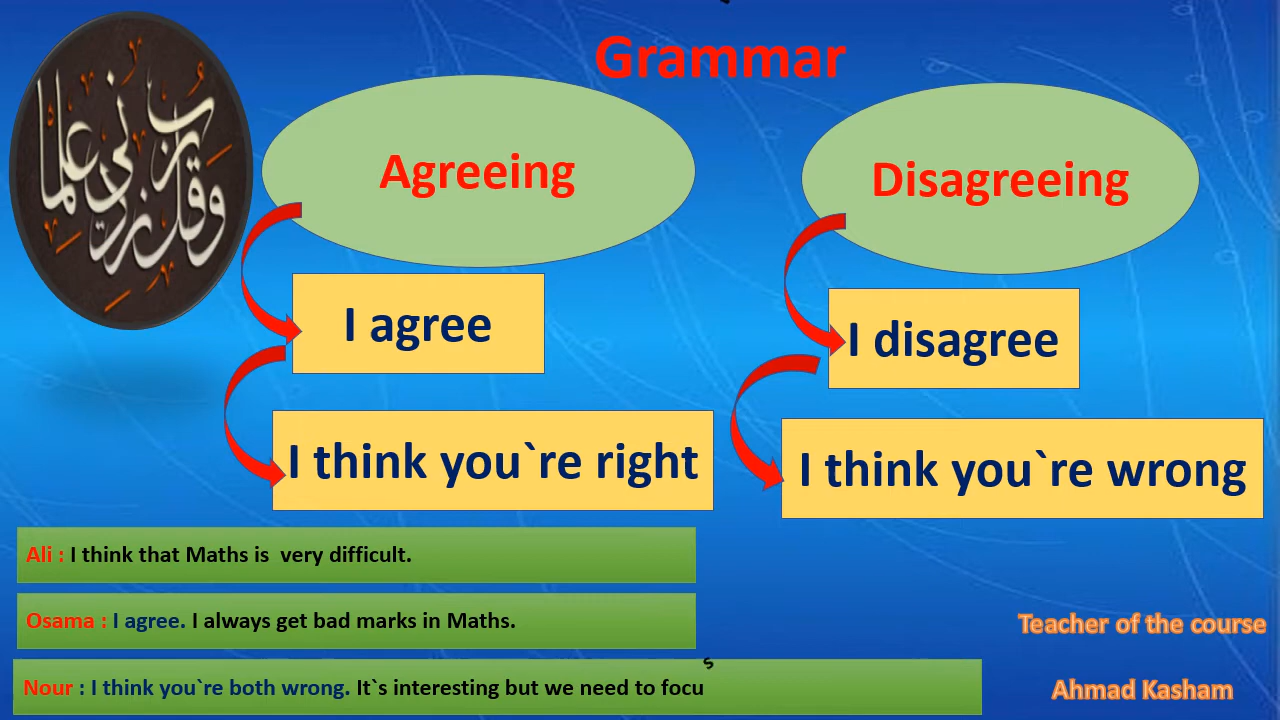 Grammar
وقل رب زدني علما
Agreeing
Disagreeing
I agree
I disagree
I think you`re right
I think you`re wrong
Ali : I think that Maths is  very difficult.
Osama : I agree. I always get bad marks in Maths.
Nour : I think you`re both wrong. It`s interesting but we need to focus
Teacher of the course
Ahmad Kasham